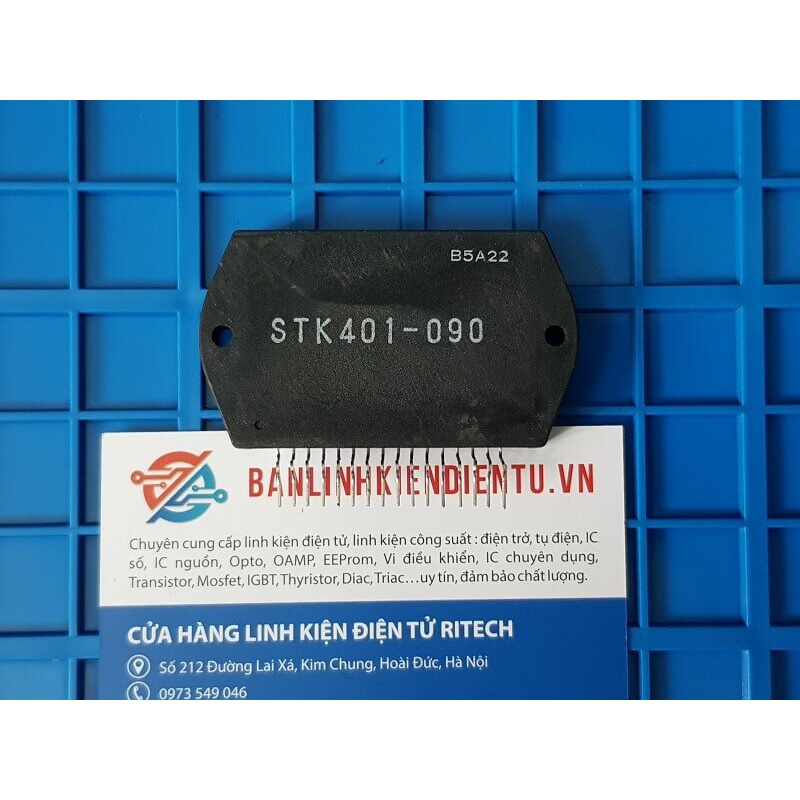 B5A22
STK401-090
BANLINHKIENDIENTU.VN
Chuyên cung cấp linh kiện điện tử, linh kiện công suất : điện trở, tụ điện, IC
số, IC nguồn, Opto, OAMP, EEProm, Vi điều khiển, IC chuyên dụng,
Transistor, Mosfet, IGBT, Thyristor, Diac, Triac...uy tín, đảm bảo chất lượng.
CỬA HÀNG LINH KIỆN ĐIỆN TỬ RITECH
Số 212 Đường Lai Xá, Kim Chung, Hoài Đức, Hà Nội
0973 549 046